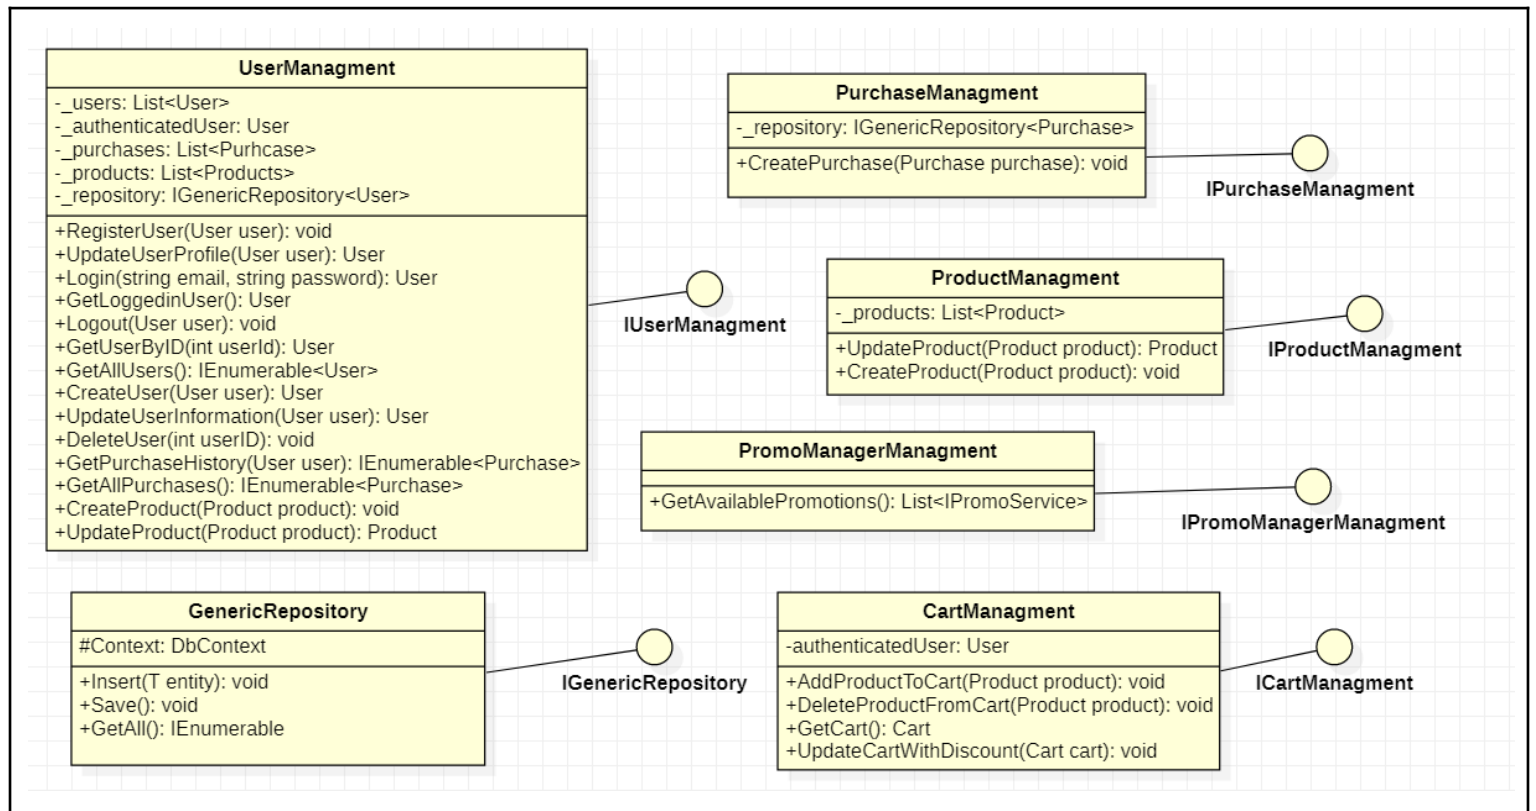 UserManagment
-_users: List<User>
-_authenticatedUser: User
-_purchases: List<Purhcase>
-_products: List<Products>
-_repository: IGenericRepository<User>
+RegisterUser(User user): void
+UpdateUserProfile(User user): User
+Login(string email, string password): User
+GetLoggedinUser(): User
+Logout(User user): void
+GetUserByID(int userId): User
+GetAllUsers(): IEnumerable<User>
+CreateUser(User user): User
+UpdateUserInformation(User user): User
+DeleteUser(int userID): void
+GetPurchaseHistory(User user): IEnumerable<Purchase>
+GetAllPurchases(): IEnumerable<Purchase>
+CreateProduct(Product product): void
+UpdateProduct(Product product): Product
IUserManagment
PurchaseManagment
-_repository: IGenericRepository<Purchase>
+CreatePurchase(Purchase purchase): void
IPurchaseManagment
ProductManagment
-_products: List<Product>
+UpdateProduct(Product product): Product
+CreateProduct(Product product): void
IProductManagment
PromoManagerManagment
+GetAvailablePromotions(): List<IPromoService>
IPromoManagerManagment
GenericRepository
#Context: DbContext
+Insert(T entity): void
+Save(): void
+GetAll(): IEnumerable
IGenericRepository
CartManagment
-authenticatedUser: User
+AddProductToCart(Product product): void
+DeleteProductFromCart(Product product): void
+GetCart(): Cart
+UpdateCartWithDiscount(Cart cart): void
ICartManagment